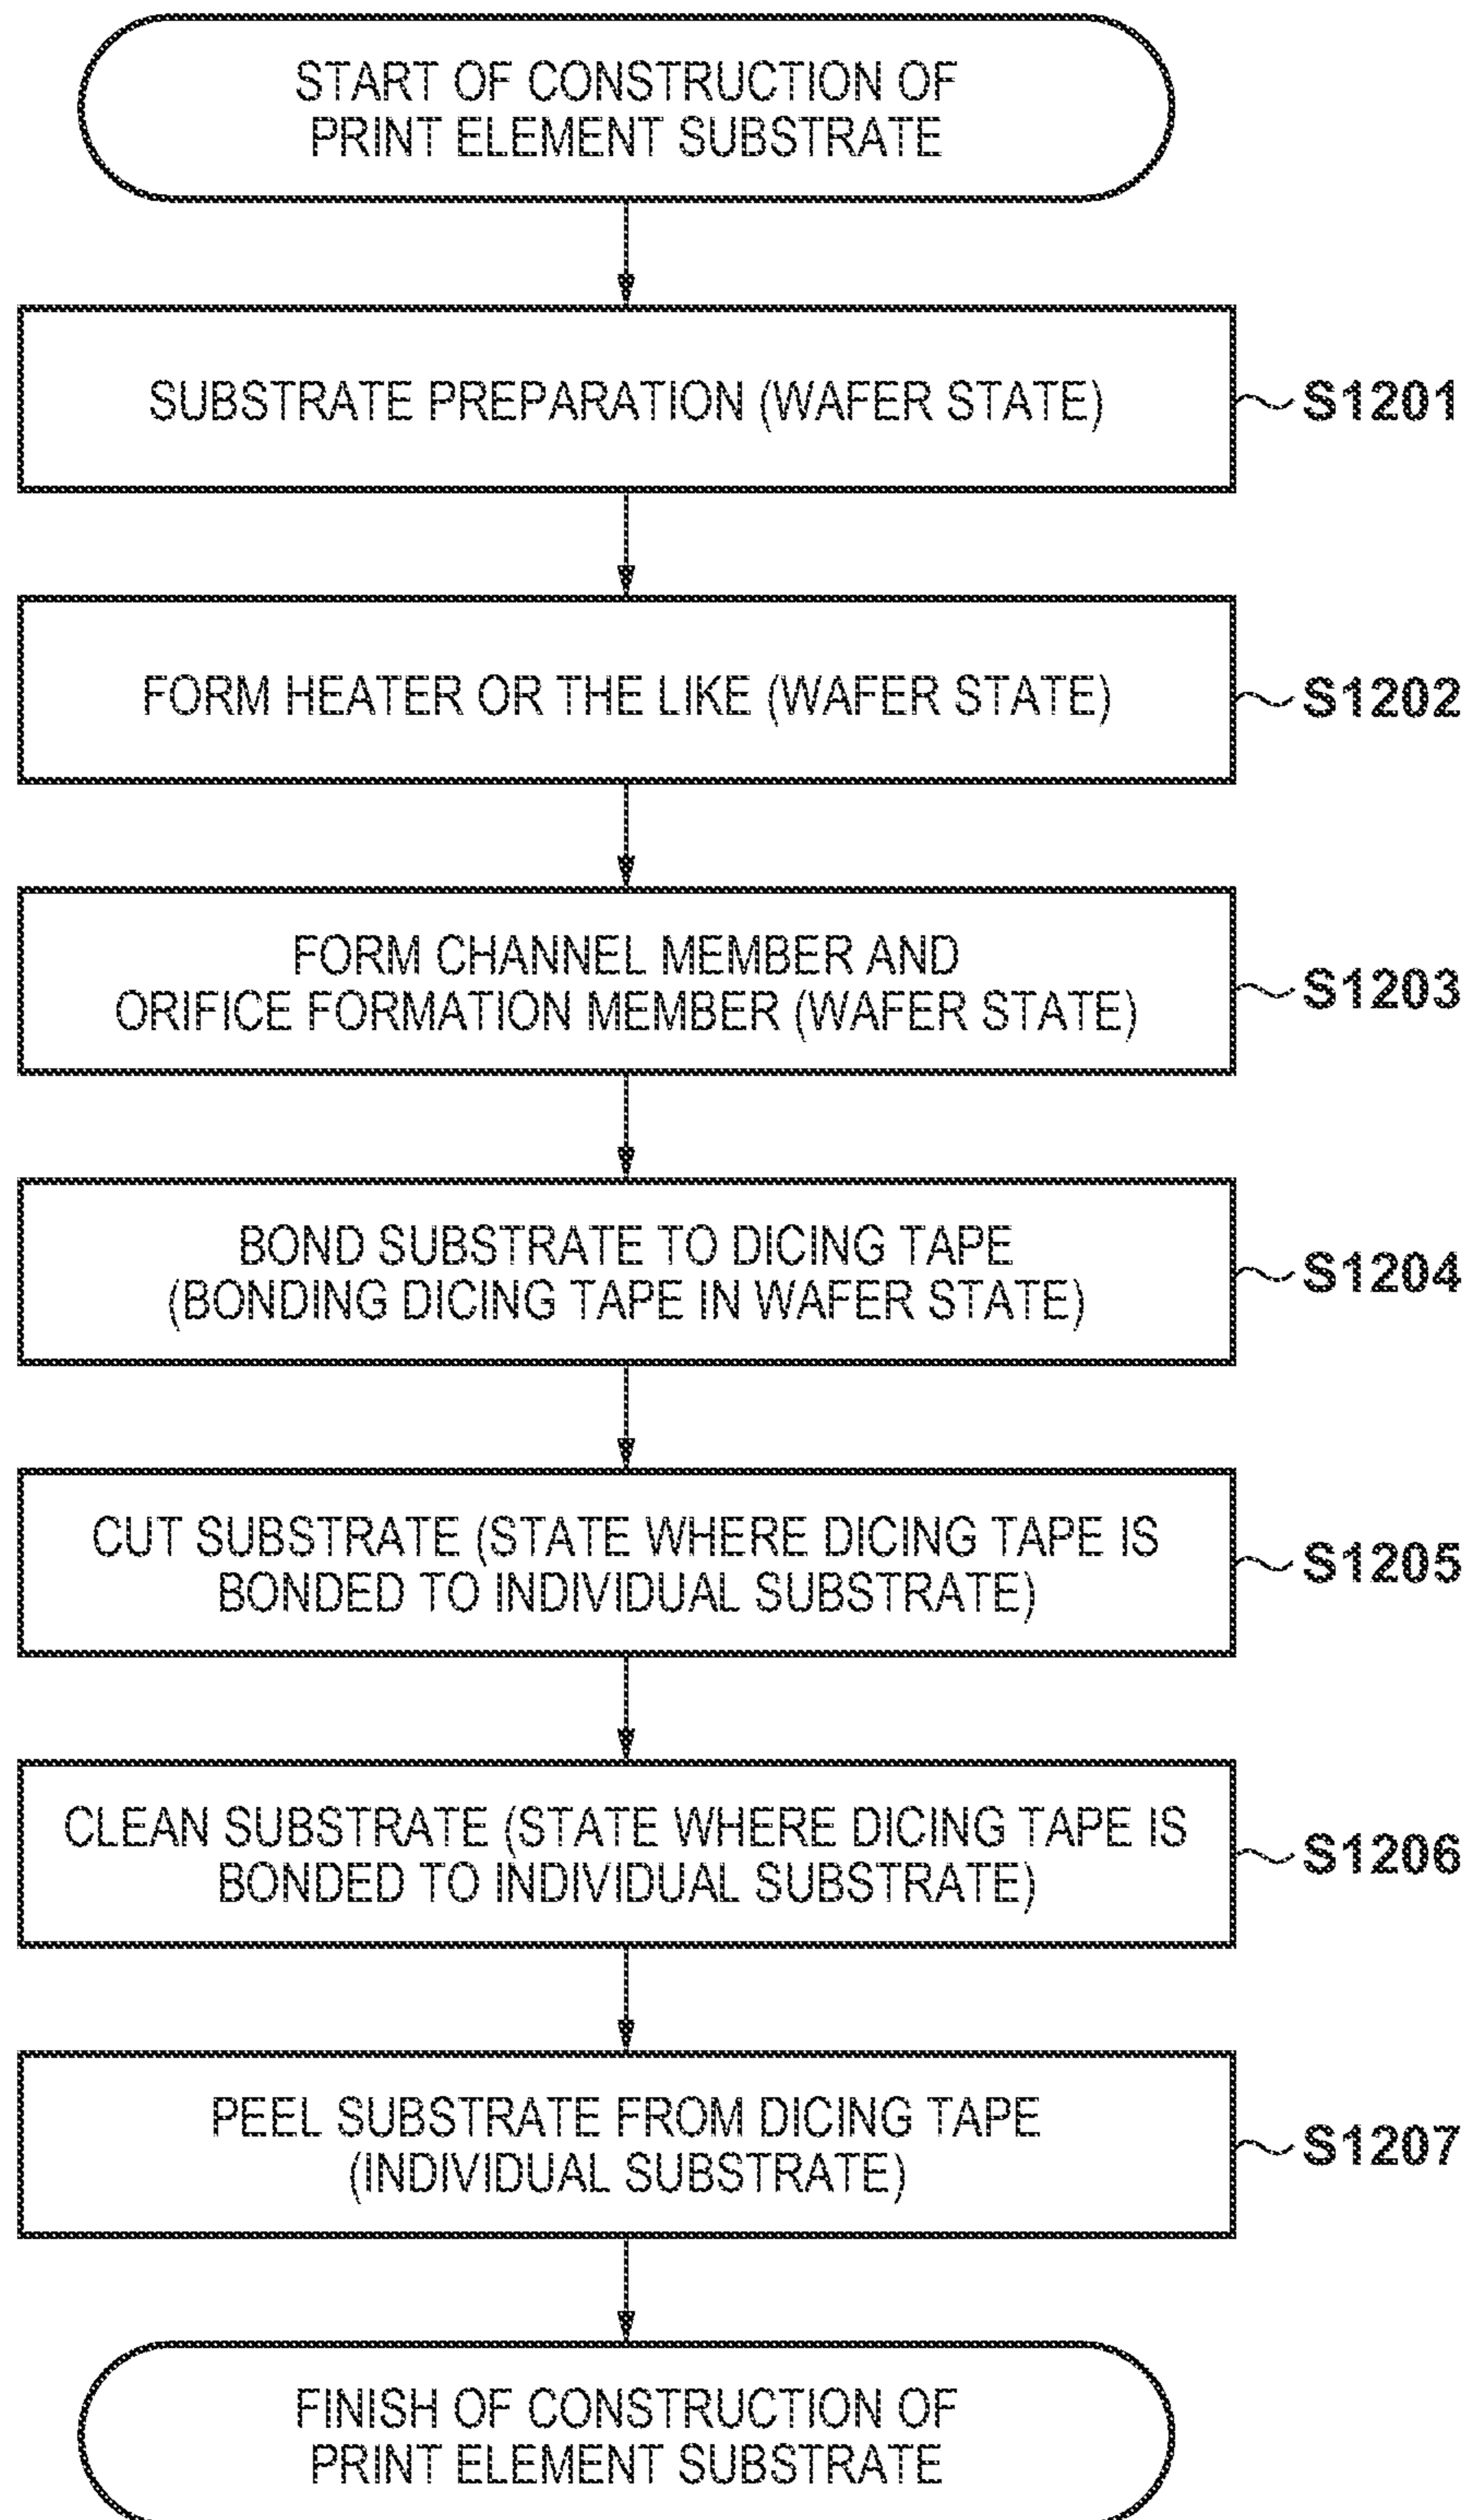 START OF CONSTRUCTION OF
PRINT ELEMENT SUBSTRATE
SUBSTRATE PREPARATION (WAFER STATE)
S1201
FORM HEATER OR THE LIKE (WAFER STATE)
S1202
FORM CHANNEL MEMBER AND
ORIFICE FORMATION MEMBER (WAFER STATE)
S1203
BOND SUBSTRATE TO DICING TAPE
(BONDING DICING TAPE IN WAFER STATE)
S1204
CUT SUBSTRATE (STATE WHERE DICING TAPE IS
BONDED TO INDIVIDUAL SUBSTRATE)
S1205
CLEAN SUBSTRATE (STATE WHERE DICING TAPE IS
BONDED TO INDIVIDUAL SUBSTRATE)
S1206
PEEL SUBSTRATE FROM DICING TAPE
(INDIVIDUAL SUBSTRATE)
S1207
FINISH OF CONSTRUCTION OF
PRINT ELEMENT SUBSTRATE